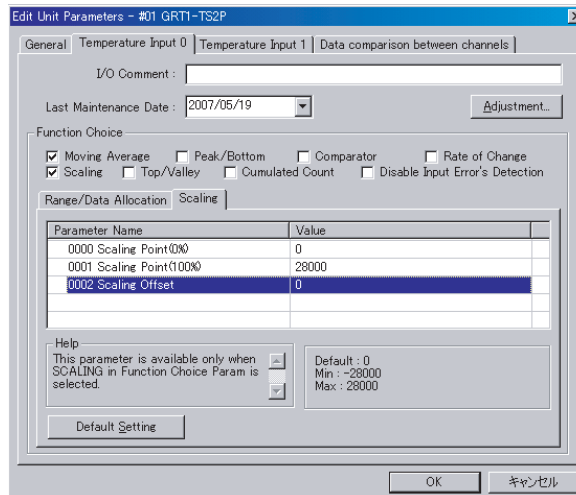 Edit Unit Parameters - #01 GRT1-TS2P
General Temperature Input 0 Temperature Input 1 Data comparison between channels
I/O Comment :
Last Maintenance Date : 2007/05/19 Adjustment...
Function Choice
Moving Average Peak/Bottom Comparator Rate of Change
Scaling Top/Valley Cumulated Count Disable Input Error's Detection
Range/Data Allocation Scaling
Parameter Name Value
0000 Scaling Point(0%) 0
0001 Scaling Point(100%) 28000
0002 Scaling Offset 0
Help
This parameter is available only when
SCALING in Function Choice Param is
selected.
Default : 0
Min : -28000
Max : 28000
Default Setting
OK キャンセル